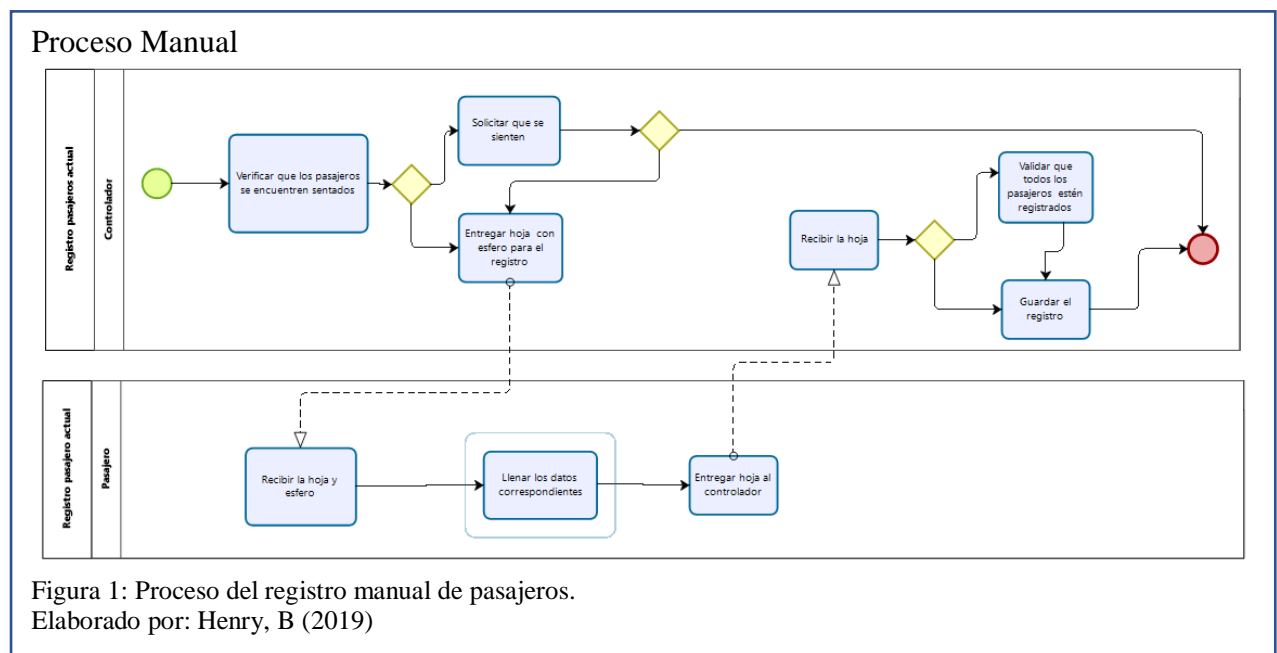 Proceso Manual
Registro pasajeros actual
Controlador
Verificar que los pasajeros
se encuentren sentados
Solicitar que se
sienten
Entregar hoja con
esfero para el
registro
Recibir la hoja
Validar que
todos los
pasajeros estén
registrados
Guardar el
registro
Registro pasajero actual
Pasajero
Recibir la hoja y
esfero
Llenar los datos
correspondientes
Entregar hoja al
controlador
Figura 1: Proceso del registro manual de pasajeros.
Elaborado por: Henry, B (2019)